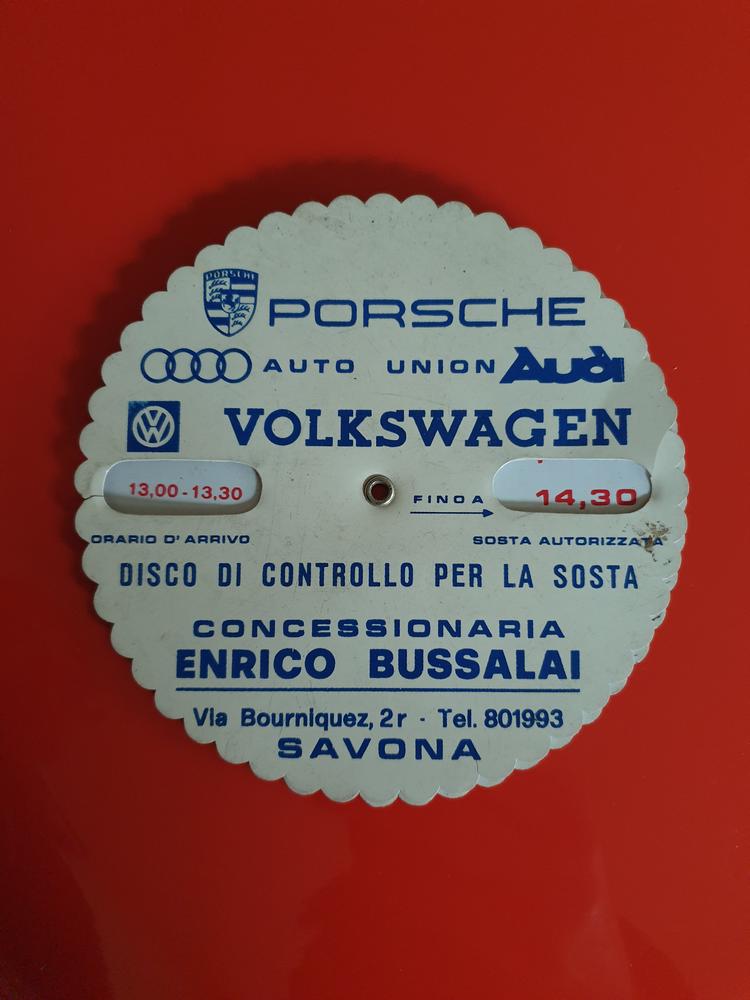 PORSCHE
PORSCHE
AUTO UNION Audi
VOLKSWAGEN
13,00-13,30
FINO A
14,30
ORARIO D'ARRIVO
SOSTA AUTORIZZATA
DISCO DI CONTROLLO PER LA SOSTA
CONCESSIONARIA
ENRICO BUSSALAI
Via Bourniquez, 2r · Tel. 801993
SAVONA